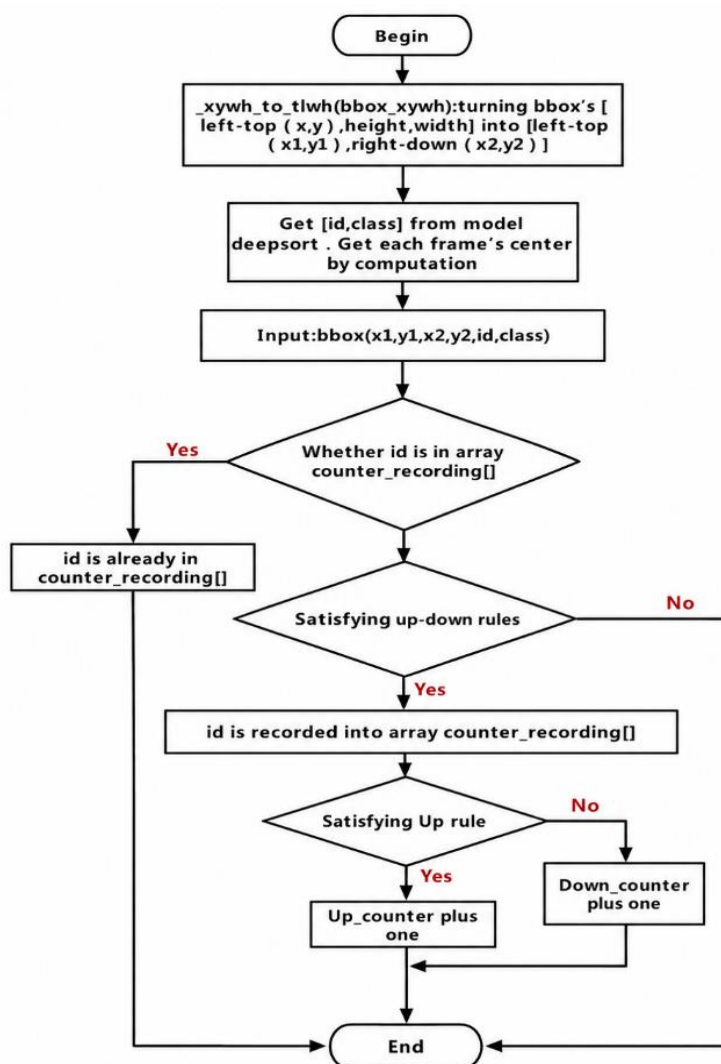 Begin
_xywh_to_tlwh(bbox_xywh):turning bbox's [
left-top ( x,y ) ,height,width] into [left-top
( x1,y1 ) ,right-down ( x2,y2 ) ]
Get [id,class] from model
deepsort . Get each frame's center
by computation
Input:bbox(x1,y1,x2,y2,id,class)
Yes
Whether id is in array
counter_recording[]
id is already in
counter_recording[]
Satisfying up-down rules
No
Yes
id is recorded into array counter_recording[]
Satisfying Up rule
No
Yes
Down_counter
plus one
Up_counter plus
one
End